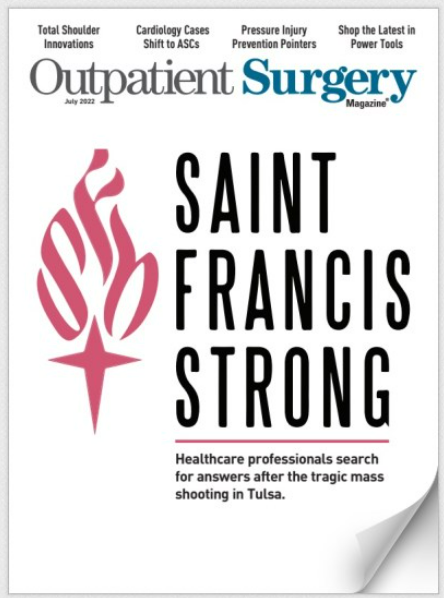 Total Shoulder
Innovations
Cardiology Cases
Shift to ASCs
Pressure Injury
Prevention Pointers
Shop the Latest in
Power Tools
Outpatient Surgery
July 2022
Magazine®
SAINT
FRANCIS
STRONG
Healthcare professionals search
for answers after the tragic mass
shooting in Tulsa.